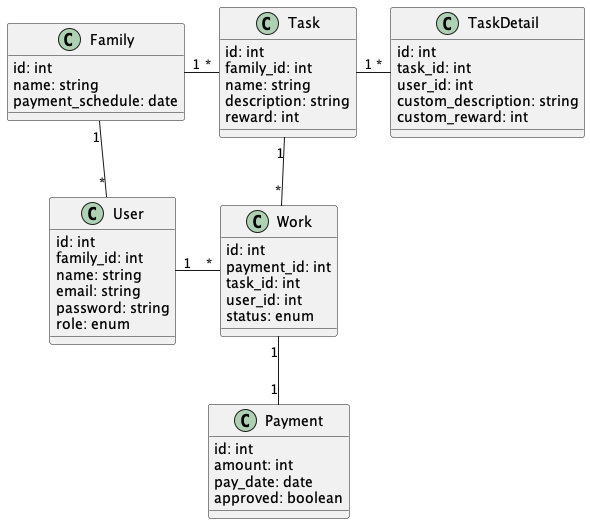 C Family
id: int
name: string
payment_schedule: date
1 *
C Task
id: int
family_id: int
name: string
description: string
reward: int
1 *
C TaskDetail
id: int
task_id: int
user_id: int
custom_description: string
custom_reward: int
1
*
1
*
C User
id: int
family_id: int
name: string
email: string
password: string
role: enum
1 *
C Work
id: int
payment_id: int
task_id: int
user_id: int
status: enum
1
1
C Payment
id: int
amount: int
pay_date: date
approved: boolean